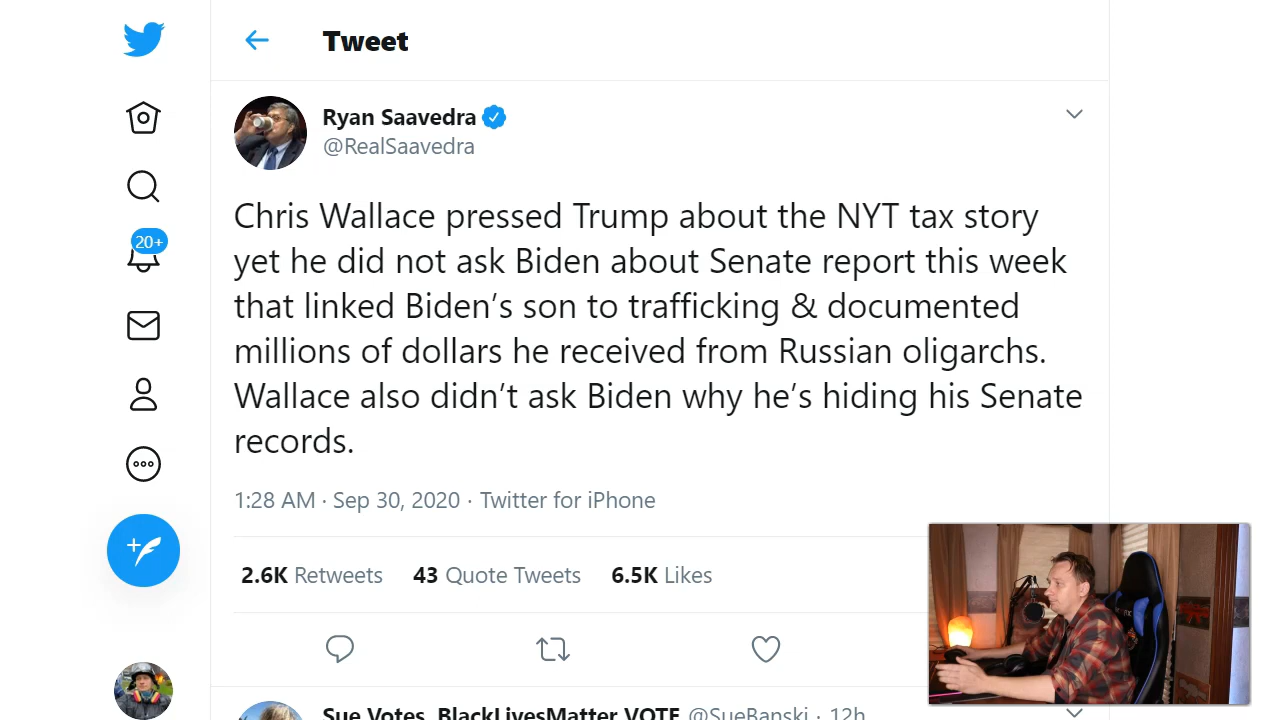 Tweet
Ryan Saavedra
@RealSaavedra
Chris Wallace pressed Trump about the NYT tax story
yet he did not ask Biden about Senate report this week
that linked Biden’s son to trafficking & documented
millions of dollars he received from Russian oligarchs.
Wallace also didn’t ask Biden why he’s hiding his Senate
records.
1:28 AM · Sep 30, 2020 · Twitter for iPhone
2.6K Retweets 43 Quote Tweets 6.5K Likes
Sue Votes, BlackLivesMatter VOTE @SueBanski · 12h
20+